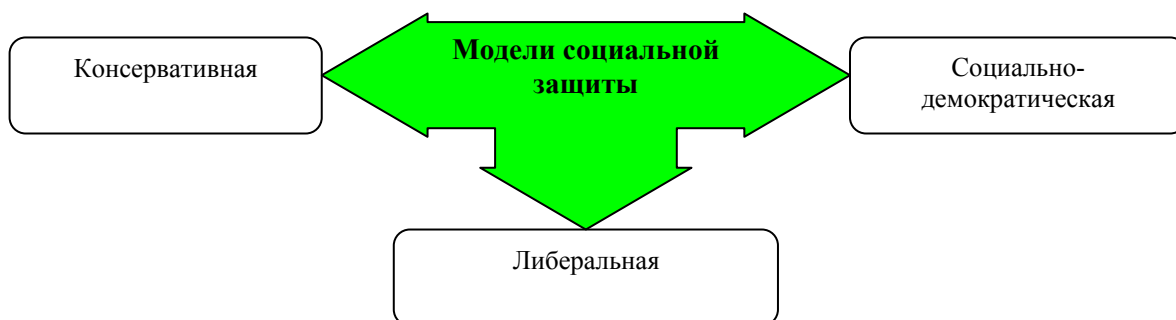 Модели социальной
защиты
Консервативная
Социально-
демократическая
Либеральная